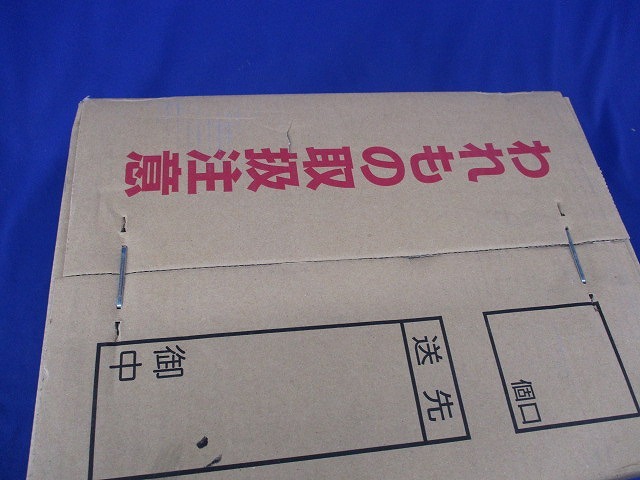 われもの取扱注意
送先
御中
個口